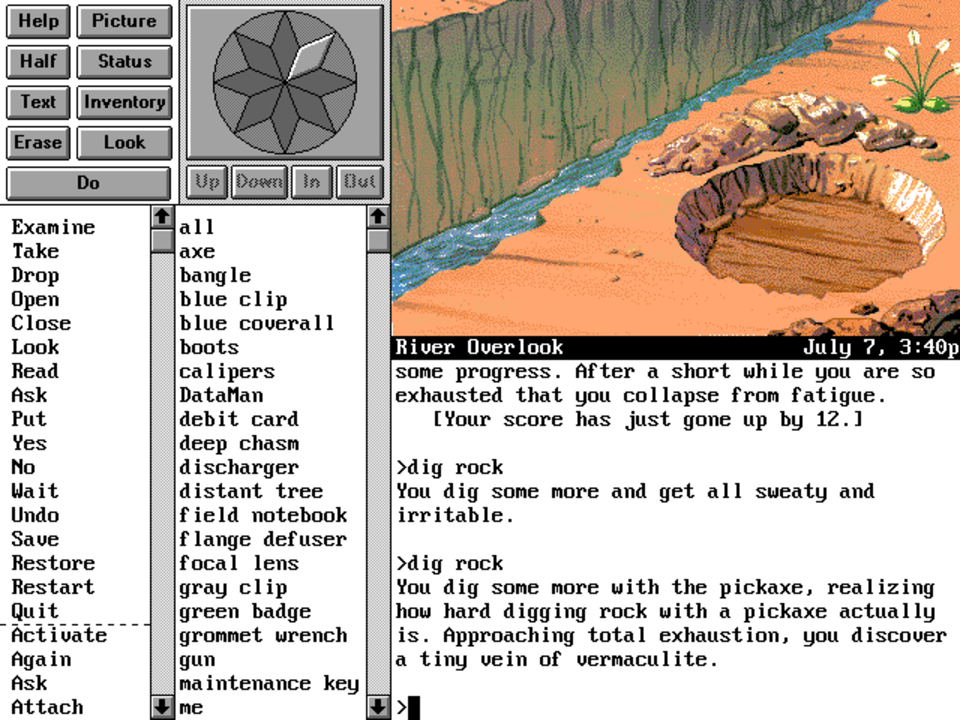 Help Picture
Half Status
Text Inventory
Erase Look
Do
Up Down In Out
Examine
Take
Drop
Open
Close
Look
Read
Ask
Put
Yes
No
Wait
Undo
Save
Restore
Restart
Quit
Activate
Again
Ask
Attach
all
axe
bangle
blue clip
blue coverall
boots
calipers
DataMan
debit card
deep chasm
discharger
distant tree
field notebook
flange defuser
focal lens
gray clip
green badge
grommet wrench
gun
maintenance key
me
River Overlook July 7, 3:40p
some progress. After a short while you are so
exhausted that you collapse from fatigue.
[Your score has just gone up by 12.]
>dig rock
You dig some more and get all sweaty and
irritable.
>dig rock
You dig some more with the pickaxe, realizing
how hard digging rock with a pickaxe actually
is. Approaching total exhaustion, you discover
a tiny vein of vermaculite.
>